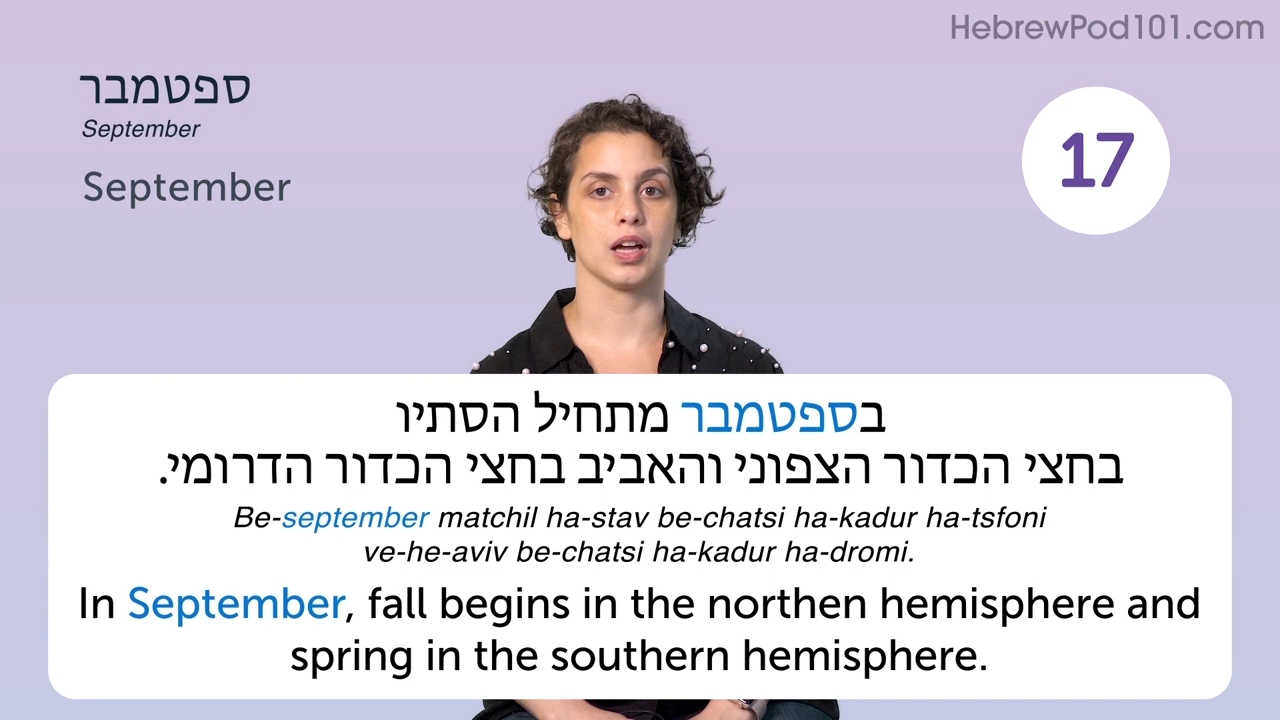 HebrewPod101.com
ספטמבר
September
September
17
בספטמבר מתחיל הסתיו
בחצי הכדור הצפוני והאביב בחצי הכדור הדרומי.
Be-september matchil ha-stav be-chatsi ha-kadur ha-tsfoni
ve-he-aviv be-chatsi ha-kadur ha-dromi.
In September, fall begins in the northen hemisphere and
spring in the southern hemisphere.